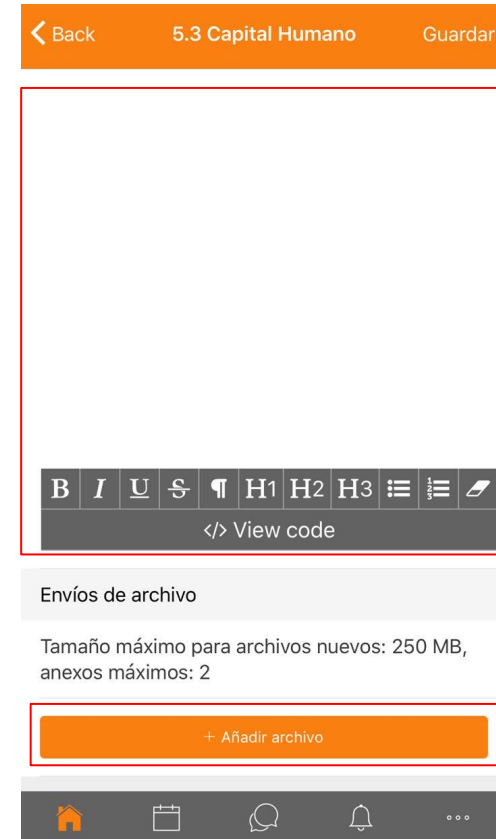 Back 5.3 Capital Humano Guardar
B I U S ¶ H1 H2 H3
</> View code
Envíos de archivo
Tamaño máximo para archivos nuevos: 250 MB,
anexos máximos: 2
+ Añadir archivo